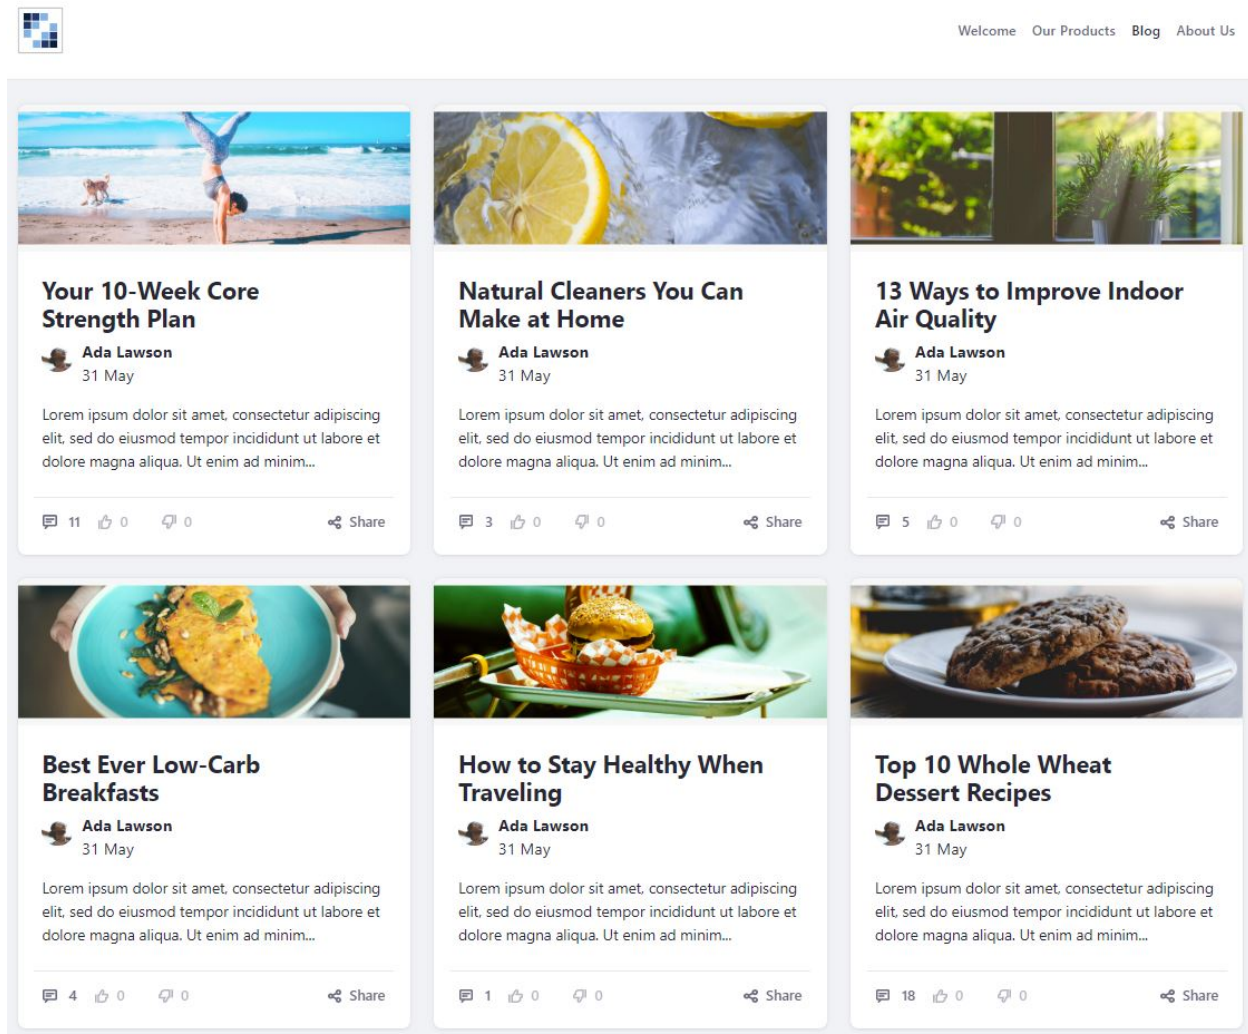 Welcome Our Products Blog About Us
Your 10-Week Core
Strength Plan
Ada Lawson
31 May
Lorem ipsum dolor sit amet, consectetur adipiscing
elit, sed do eiusmod tempor incididunt ut labore et
dolore magna aliqua. Ut enim ad minim...
11 0 0 Share
Natural Cleaners You Can
Make at Home
Ada Lawson
31 May
Lorem ipsum dolor sit amet, consectetur adipiscing
elit, sed do eiusmod tempor incididunt ut labore et
dolore magna aliqua. Ut enim ad minim...
3 0 0 Share
13 Ways to Improve Indoor
Air Quality
Ada Lawson
31 May
Lorem ipsum dolor sit amet, consectetur adipiscing
elit, sed do eiusmod tempor incididunt ut labore et
dolore magna aliqua. Ut enim ad minim...
5 0 0 Share
Best Ever Low-Carb
Breakfasts
Ada Lawson
31 May
Lorem ipsum dolor sit amet, consectetur adipiscing
elit, sed do eiusmod tempor incididunt ut labore et
dolore magna aliqua. Ut enim ad minim...
4 0 0 Share
How to Stay Healthy When
Traveling
Ada Lawson
31 May
Lorem ipsum dolor sit amet, consectetur adipiscing
elit, sed do eiusmod tempor incididunt ut labore et
dolore magna aliqua. Ut enim ad minim...
1 0 0 Share
Top 10 Whole Wheat
Dessert Recipes
Ada Lawson
31 May
Lorem ipsum dolor sit amet, consectetur adipiscing
elit, sed do eiusmod tempor incididunt ut labore et
dolore magna aliqua. Ut enim ad minim...
18 0 0 Share